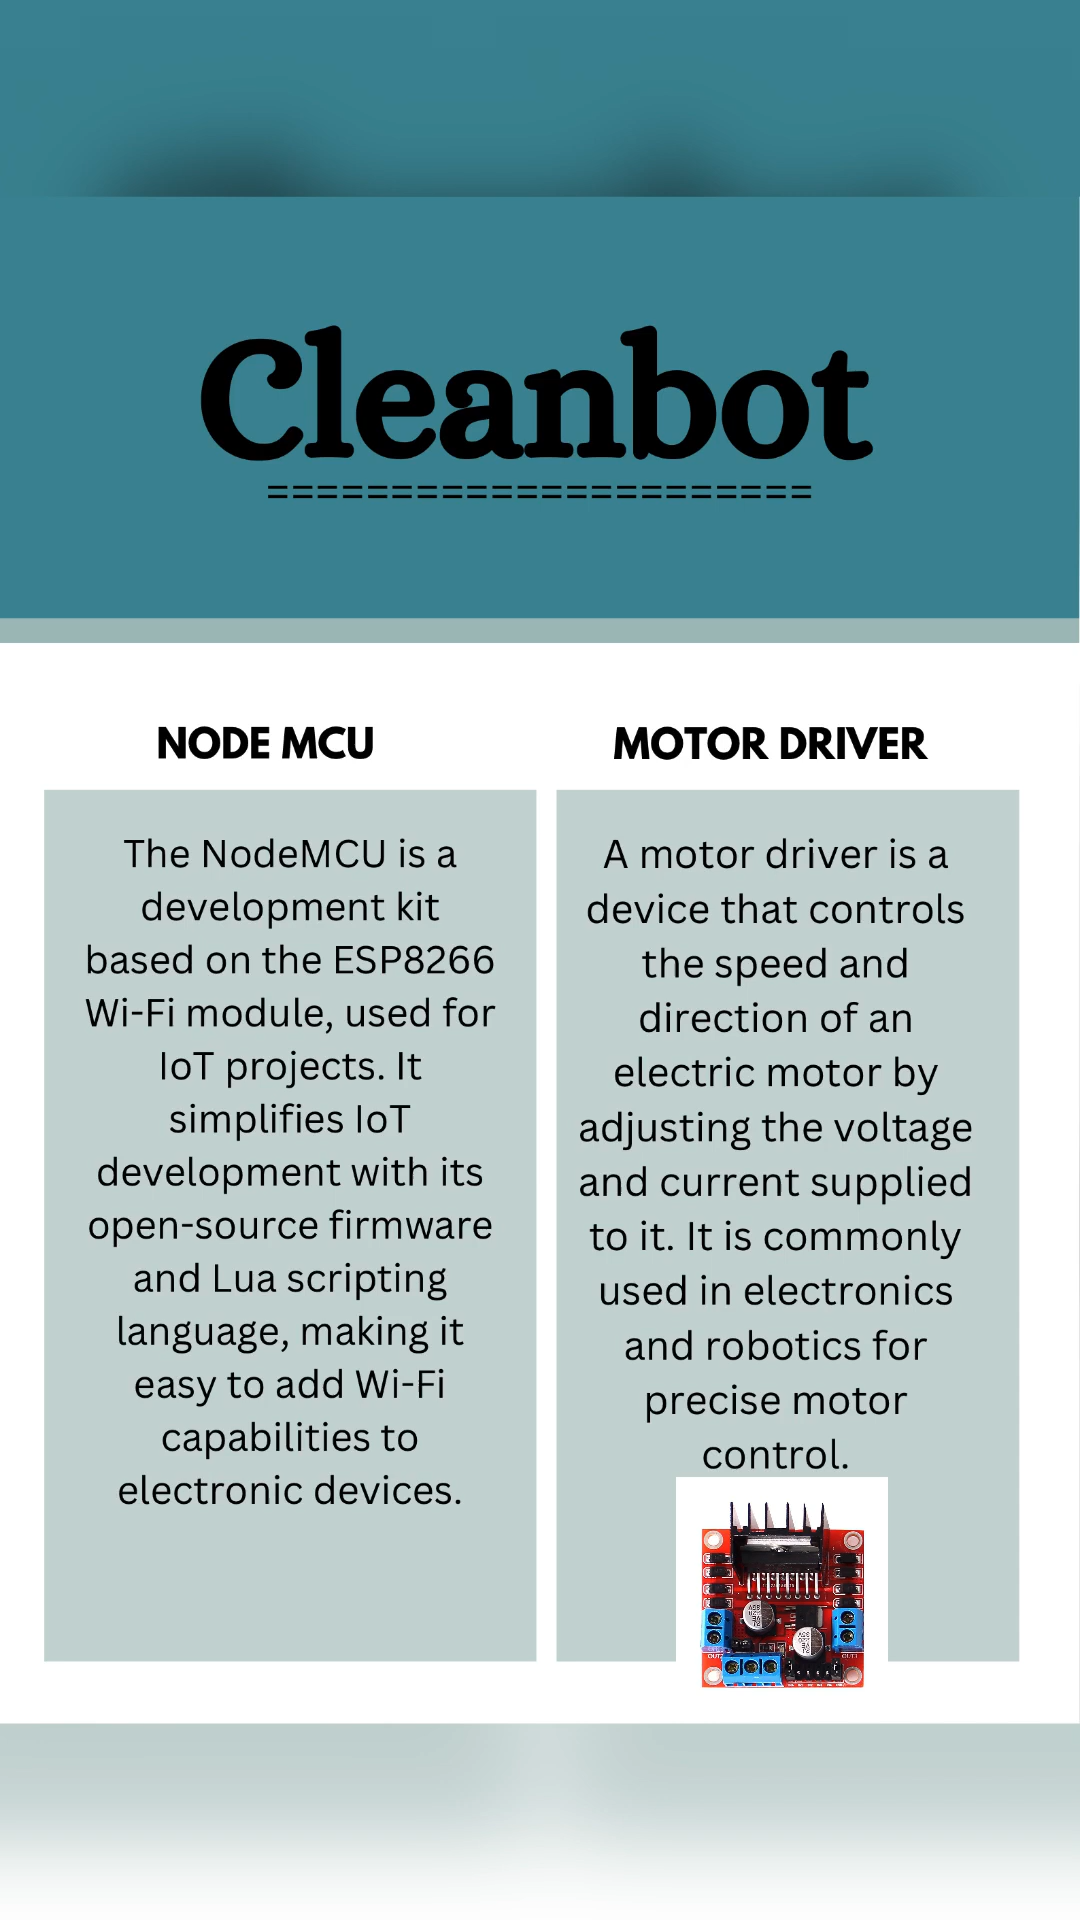 Cleanbot
======================
NODE MCU
The NodeMCU is a
development kit
based on the ESP8266
Wi-Fi module, used for
IoT projects. It
simplifies IoT
development with its
open-source firmware
and Lua scripting
language, making it
easy to add Wi-Fi
capabilities to
electronic devices.
MOTOR DRIVER
A motor driver is a
device that controls
the speed and
direction of an
electric motor by
adjusting the voltage
and current supplied
to it. It is commonly
used in electronics
and robotics for
precise motor
control.